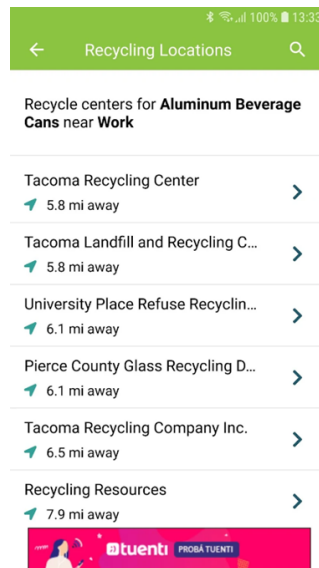 100% 13:33
Recycling Locations
Recycle centers for Aluminum Beverage
Cans near Work
Tacoma Recycling Center
5.8 mi away
Tacoma Landfill and Recycling C...
5.8 mi away
University Place Refuse Recyclin...
6.1 mi away
Pierce County Glass Recycling D...
6.1 mi away
Tacoma Recycling Company Inc.
6.5 mi away
Recycling Resources
7.9 mi away
tuenti PROBÁ TUENTI